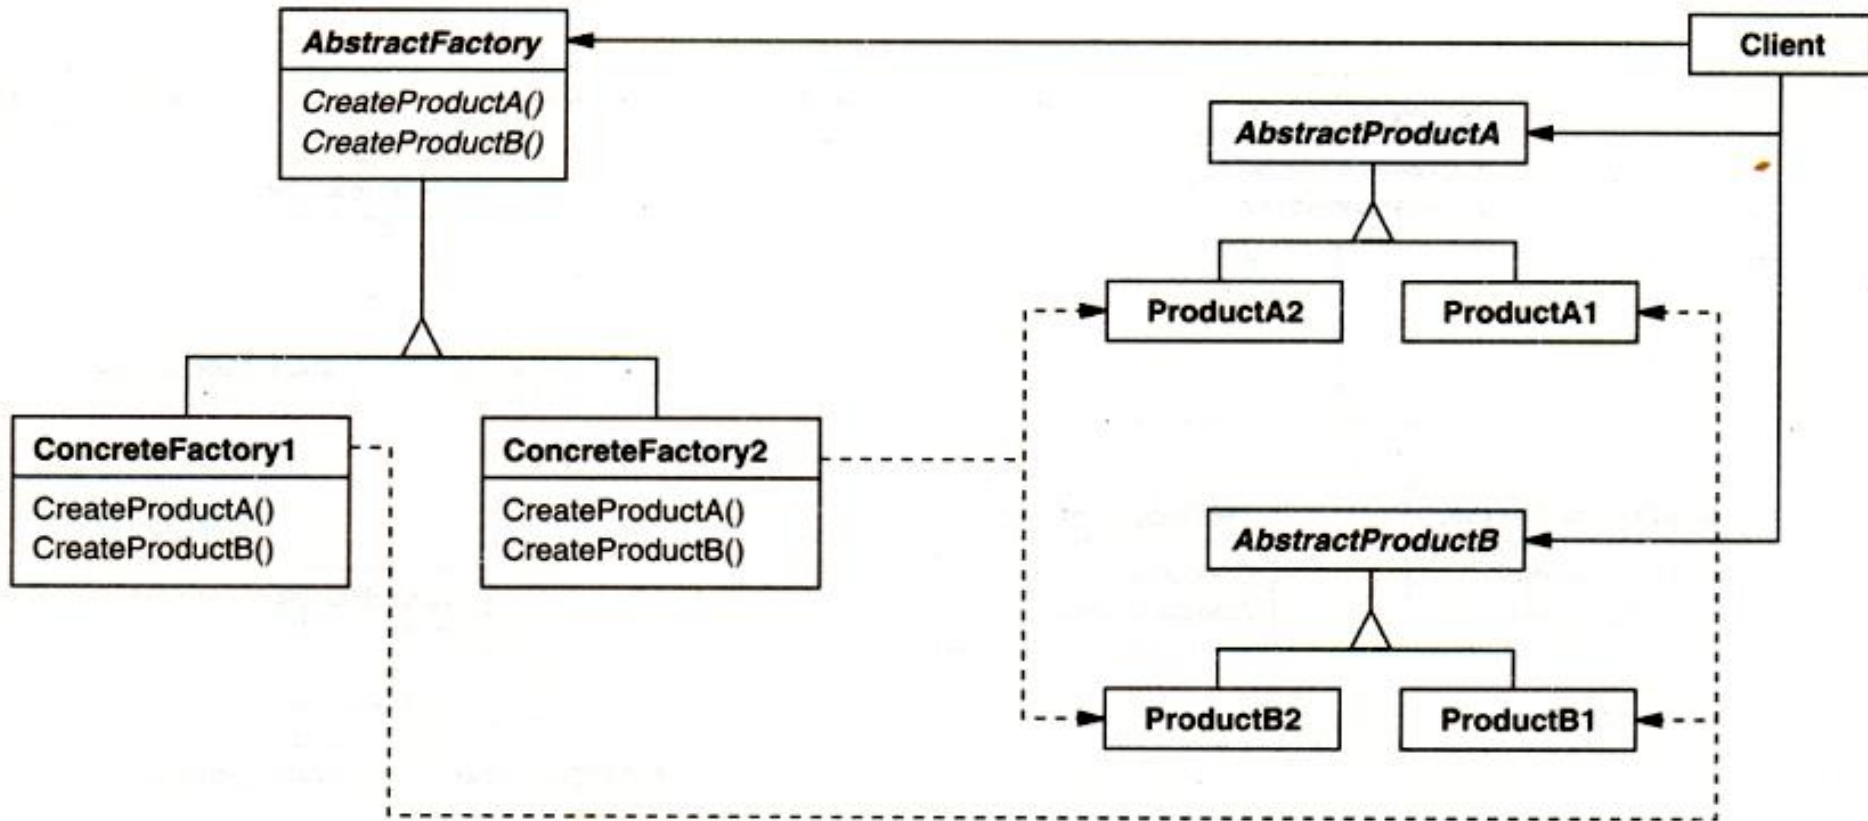 AbstractFactory
CreateProductA()
CreateProductB()
Client
AbstractProductA
ProductA2
ProductA1
ConcreteFactory1
CreateProductA()
CreateProductB()
ConcreteFactory2
CreateProductA()
CreateProductB()
AbstractProductB
ProductB2
ProductB1